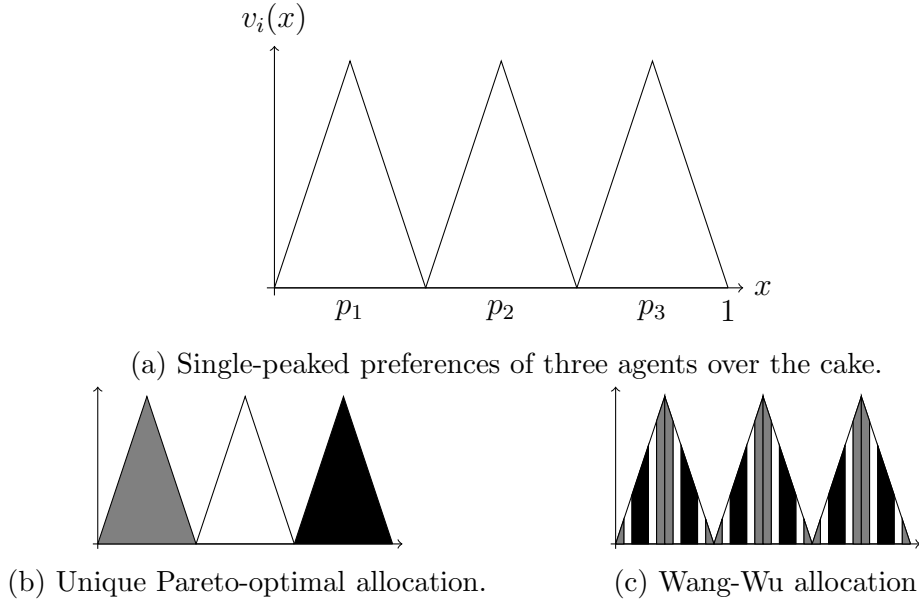 v_i(x)
x
p_1 p_2 p_3 1
(a) Single-peaked preferences of three agents over the cake.
(b) Unique Pareto-optimal allocation.
(c) Wang-Wu allocation